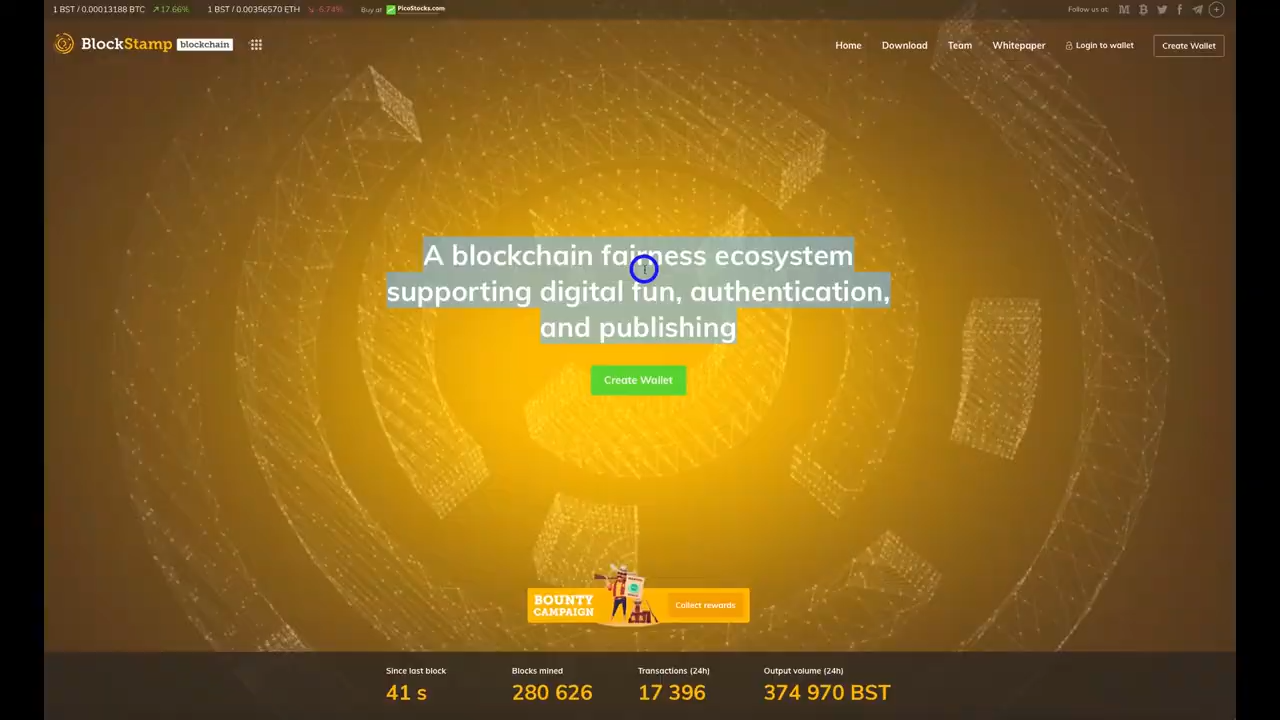 1 BST / 0.00013188 BTC 17.66% 1 BST / 0.00356570 ETH -6.74% Buy at PicoStocks.com Follow us at:
BlockStamp blockchain Home Download Team Whitepaper Login to wallet Create Wallet
A blockchain fairness ecosystem
supporting digital fun, authentication,
and publishing
Create Wallet
BOUNTY
CAMPAIGN
Collect rewards
Since last block Blocks mined Transactions (24h) Output volume (24h)
41 s 280 626 17 396 374 970 BST